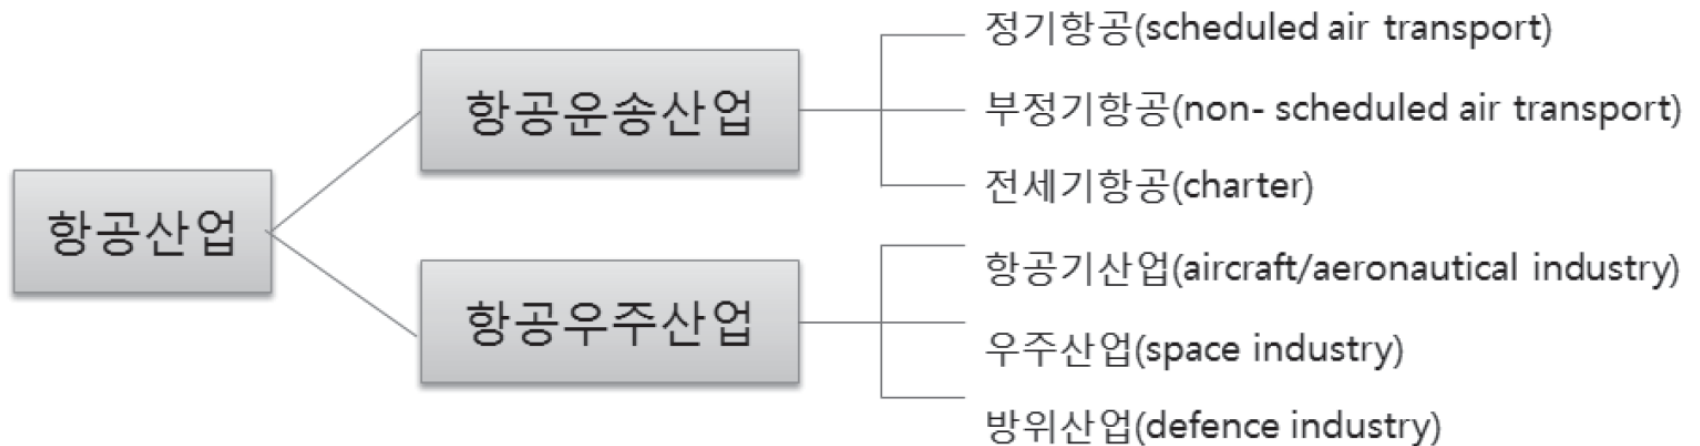 항공산업
항공운송산업
정기항공(scheduled air transport)
부정기항공(non- scheduled air transport)
전세기항공(charter)
항공우주산업
항공기산업(aircraft/aeronautical industry)
우주산업(space industry)
방위산업(defence industry)